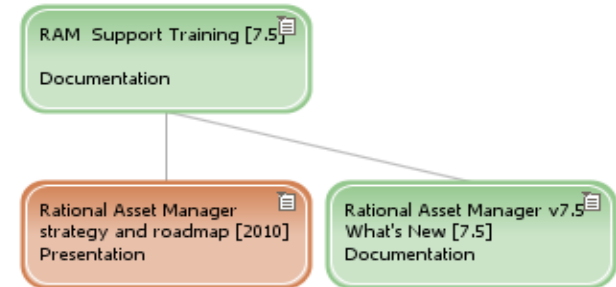 RAM Support Training [7.5]
Documentation
Rational Asset Manager
strategy and roadmap [2010]
Presentation
Rational Asset Manager v7.5
What's New [7.5]
Documentation